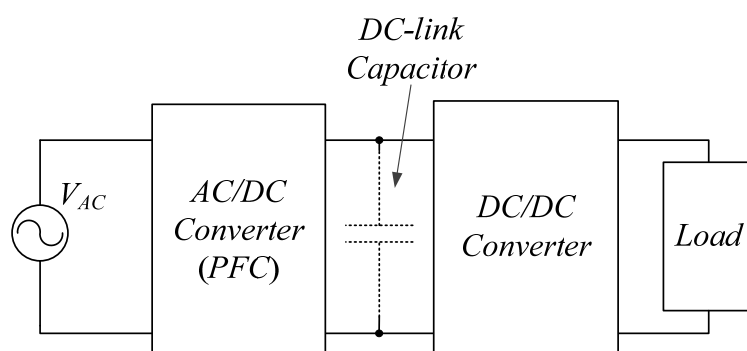 DC-link
Capacitor
V_AC
AC/DC
Converter
(PFC)
DC/DC
Converter
Load